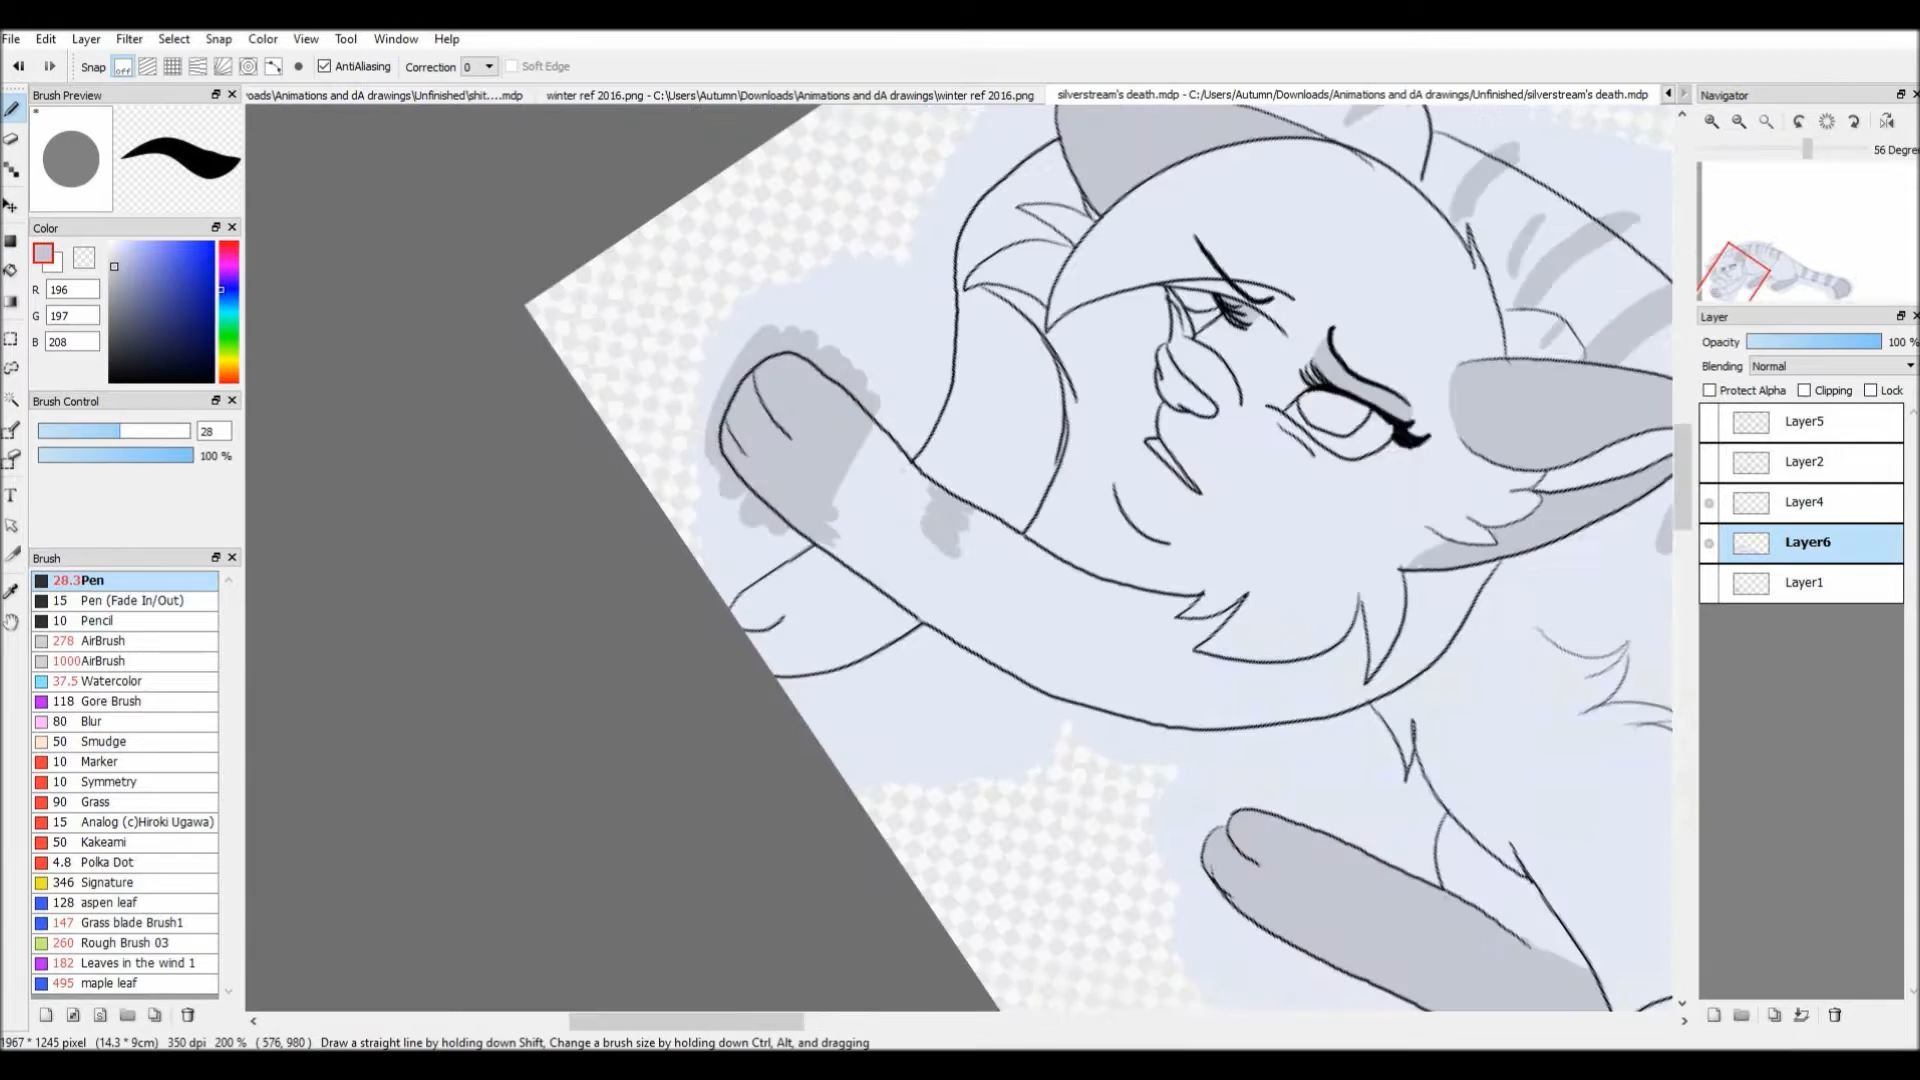 File Edit Layer Filter Select Snap Color View Tool Window Help
Snap off AntiAliasing Correction 0 Soft Edge
Brush Preview
oads\Animations and dA drawings\Unfinished\shit....mdp
winter ref 2016.png - C:\Users\Autumn\Downloads\Animations and dA drawings\winter ref 2016.png
silverstream's death.mdp - C:/Users/Autumn/Downloads/Animations and dA drawings/Unfinished/silverstream's death.mdp
Navigator
56 Degre
*
Color
R 196
G 197
B 208
Brush Control
28
100 %
Brush
28.3 Pen
15 Pen (Fade In/Out)
10 Pencil
278 AirBrush
1000 AirBrush
37.5 Watercolor
118 Gore Brush
80 Blur
50 Smudge
10 Marker
10 Symmetry
90 Grass
15 Analog (c)Hiroki Ugawa)
50 Kakeami
4.8 Polka Dot
346 Signature
128 aspen leaf
147 Grass blade Brush1
260 Rough Brush 03
182 Leaves in the wind 1
495 maple leaf
Layer
Opacity 100 %
Blending Normal
Protect Alpha Clipping Lock
Layer5
Layer2
Layer4
Layer6
Layer1
1967 * 1245 pixel (14.3 * 9cm) 350 dpi 200 % ( 576, 980 ) Draw a straight line by holding down Shift, Change a brush size by holding down Ctrl, Alt, and dragging